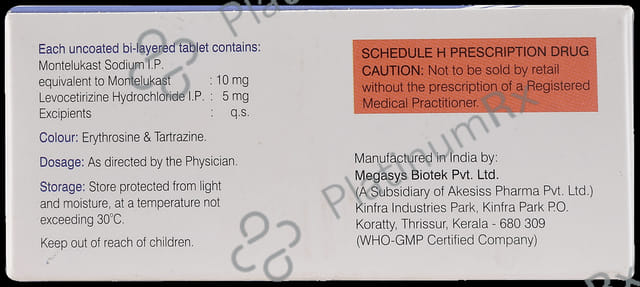 Each uncoated bi-layered tablet contains:
Montelukast Sodium I.P.
equivalent to Montelukast : 10 mg
Levocetirizine Hydrochloride I.P. : 5 mg
Excipients : q.s.
Colour: Erythrosine & Tartrazine.
Dosage: As directed by the Physician.
Storage: Store protected from light
and moisture, at a temperature not
exceeding 30°C.
Keep out of reach of children.
SCHEDULE H PRESCRIPTION DRUG
CAUTION: Not to be sold by retail
without the prescription of a Registered
Medical Practitioner.
Manufactured in India by:
Megasys Biotek Pvt. Ltd.
(A Subsidiary of Akesiss Pharma Pvt. Ltd.)
Kinfra Industries Park, Kinfra Park P.O.
Koratty, Thrissur, Kerala - 680 309
(WHO-GMP Certified Company)
PlatinumRx